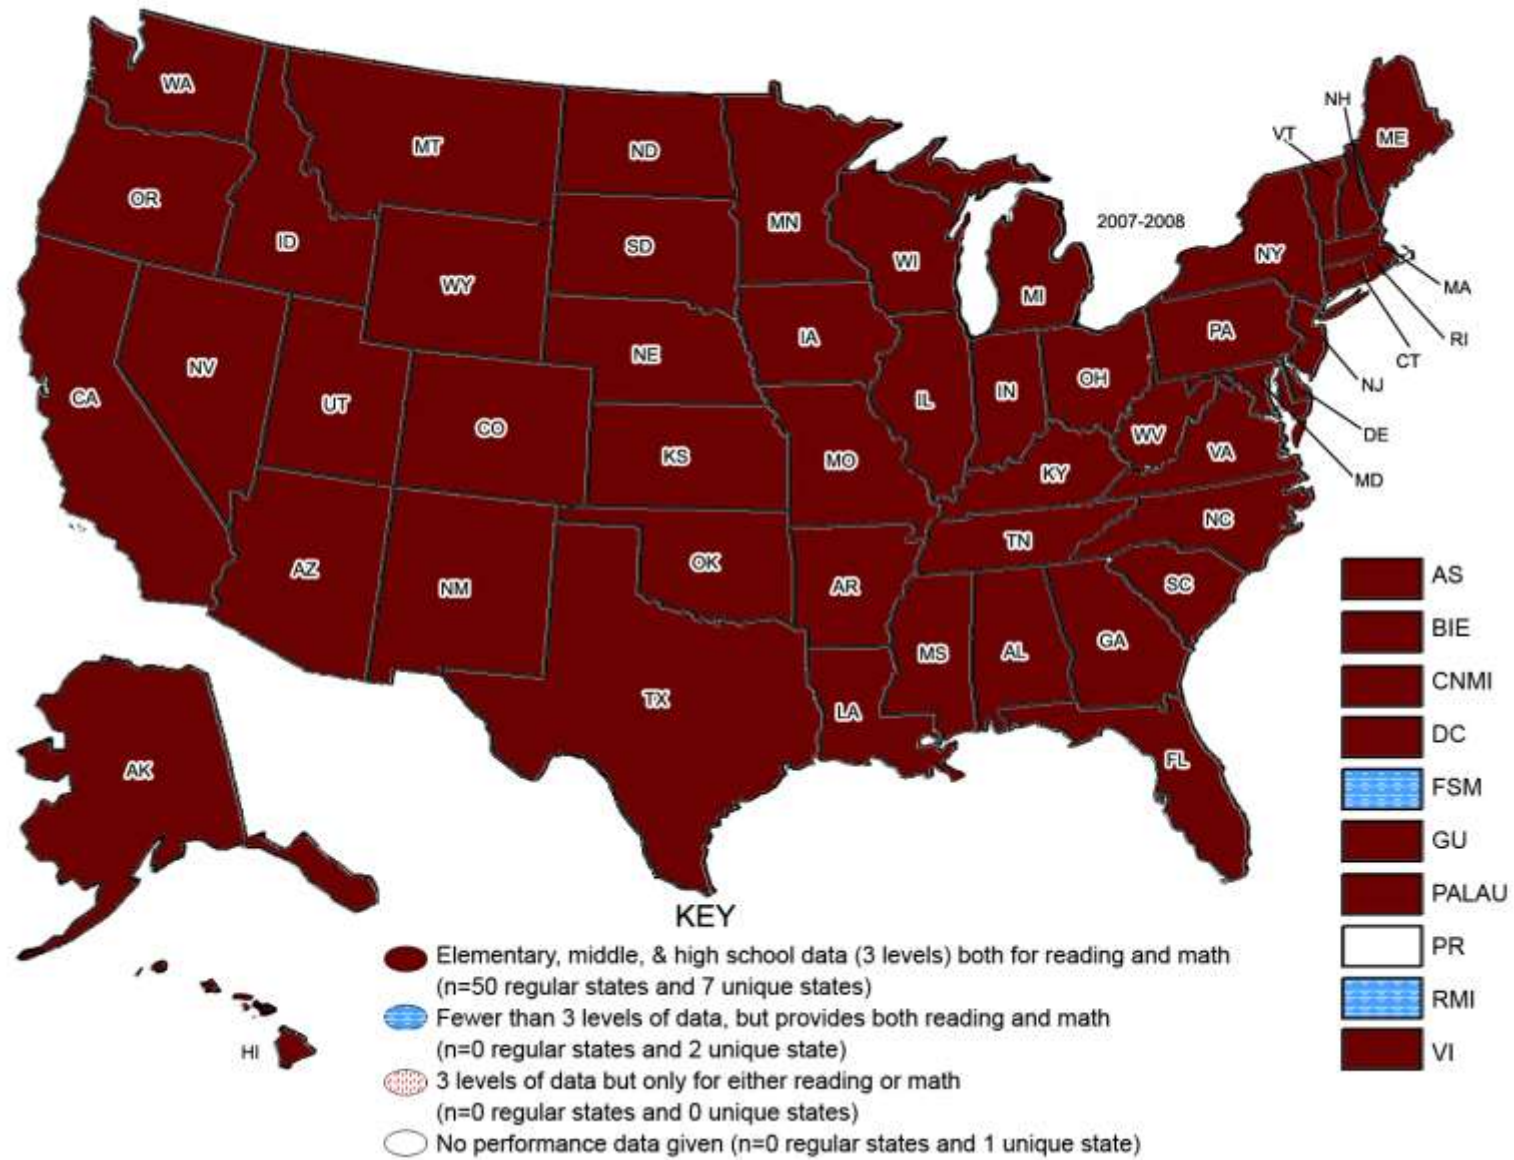 WA
MT
ND
MN
OR
ID
SD
WY
WI
MI
2007-2008
NH
VT
ME
NY
MA
RI
CT
NJ
PA
DE
MD
CA
NV
UT
CO
NE
IA
KS
MO
IL
IN
OH
WV
VA
KY
NC
TN
SC
AZ
NM
OK
AR
TX
LA
MS
AL
GA
FL
AK
HI
AS
BIE
CNMI
DC
FSM
GU
PALAU
PR
RMI
VI
KEY
Elementary, middle, & high school data (3 levels) both for reading and math
(n=50 regular states and 7 unique states)
Fewer than 3 levels of data, but provides both reading and math
(n=0 regular states and 2 unique state)
3 levels of data but only for either reading or math
(n=0 regular states and 0 unique states)
No performance data given (n=0 regular states and 1 unique state)